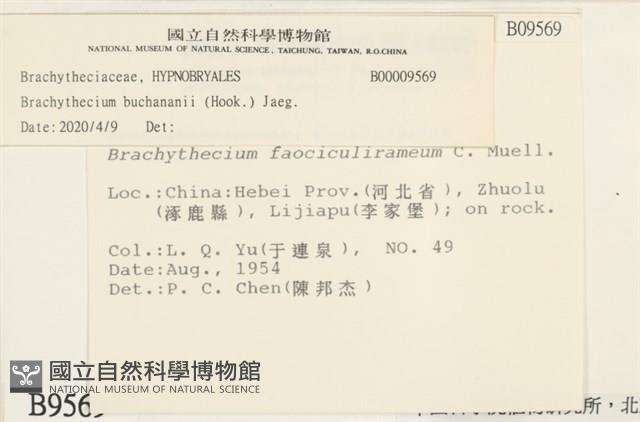 國立自然科學博物館
NATIONAL MUSEUM OF NATURAL SCIENCE, TAICHUNG, TAIWAN, R.O.CHINA
B09569
Brachytheciaceae, HYPNOBRYALES B00009569
Brachythecium buchananii (Hook.) Jaeg.
Date:2020/4/9 Det:
Brachythecium faociculirameum C. Muell.
Loc.:China:Hebei Prov.(河北省), Zhuolu
(涿鹿縣), Lijiapu(李家堡); on rock.
Col.:L. Q. Yu(于連泉), NO. 49
Date:Aug., 1954
Det.:P. C. Chen(陳邦杰)
國立自然科學博物館
NATIONAL MUSEUM OF NATURAL SCIENCE
B956
所，北